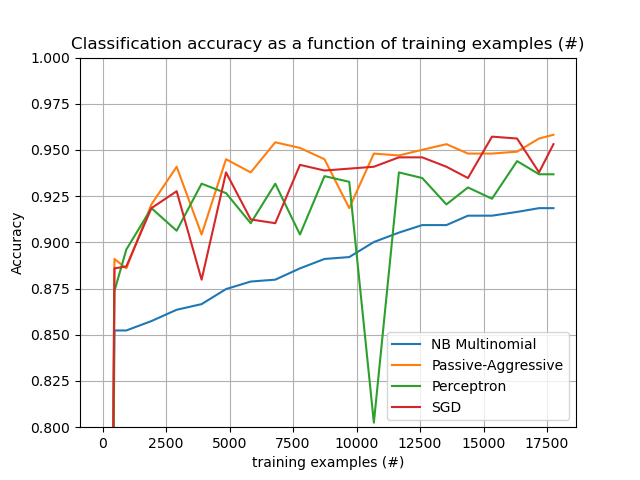 Classification accuracy as a function of training examples (#)
1.000
0.975
0.950
0.925
0.900
0.875
0.850
0.825
0.800
Accuracy
NB Multinomial
Passive-Aggressive
Perceptron
SGD
0 2500 5000 7500 10000 12500 15000 17500
training examples (#)